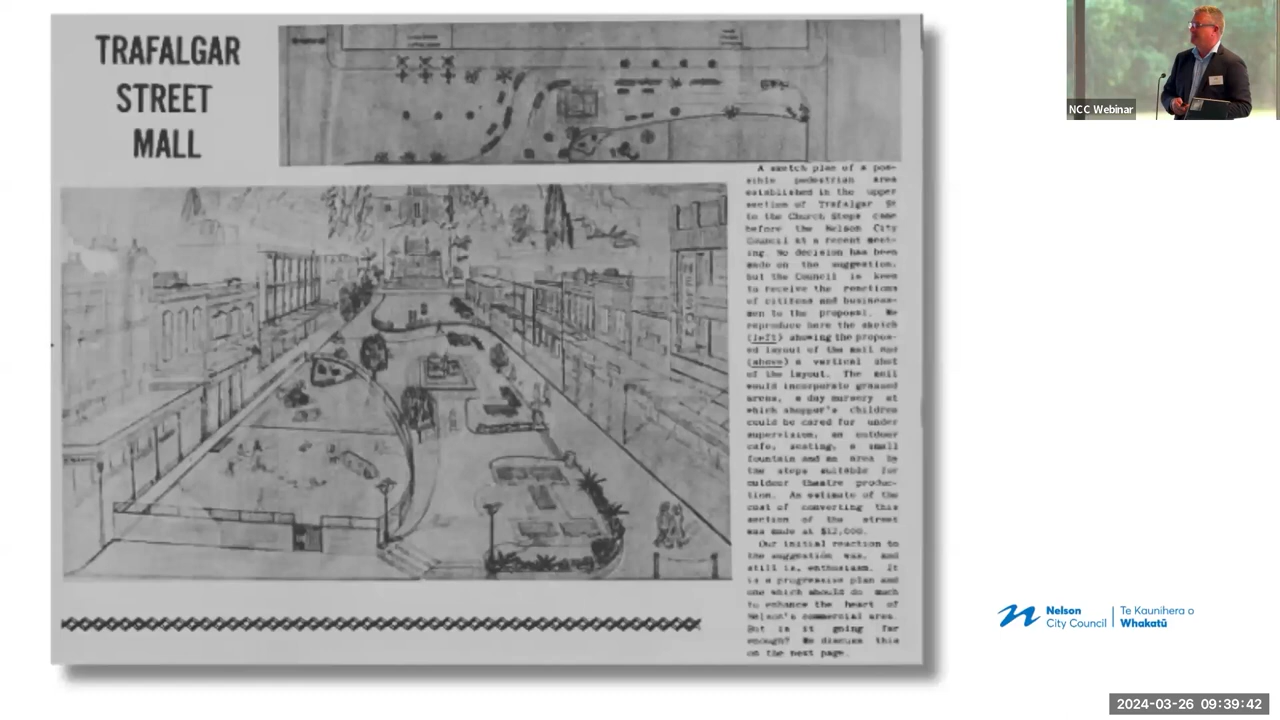 TRAFALGAR
STREET
MALL
A sketch plan of a pos-
sible pedestrian area
established in the upper
section of Trafalgar St
to the Church Steps came
before the Nelson City
Council at a recent meet-
ing. No decision has been
made on the suggestion,
but the Council is keen
to receive the reactions
of citizens and business-
men to the proposal. We
reproduce here the sketch
(left) showing the propos-
ed layout of the mall and
(above) a vertical shot
of the layout. The mall
would incorporate grassed
areas, a day nursery at
which shopper's children
could be cared for under
supervision, an outdoor
cafe, seating, a small
fountain and an area by
the steps suitable for
outdoor theatre produc-
tion. An estimate of the
cost of converting this
section of the street
was made at $12,000.
Our initial reaction to
the suggestion was, and
still is, enthusiasm. It
is a progressive plan and
one which should do much
to enhance the heart of
Nelson's commercial area.
But is it going far
enough? We discuss this
on the next page.
NCC Webinar
Nelson
City Council
Te Kaunihera o
Whakatū
2024-03-26 09:39:42